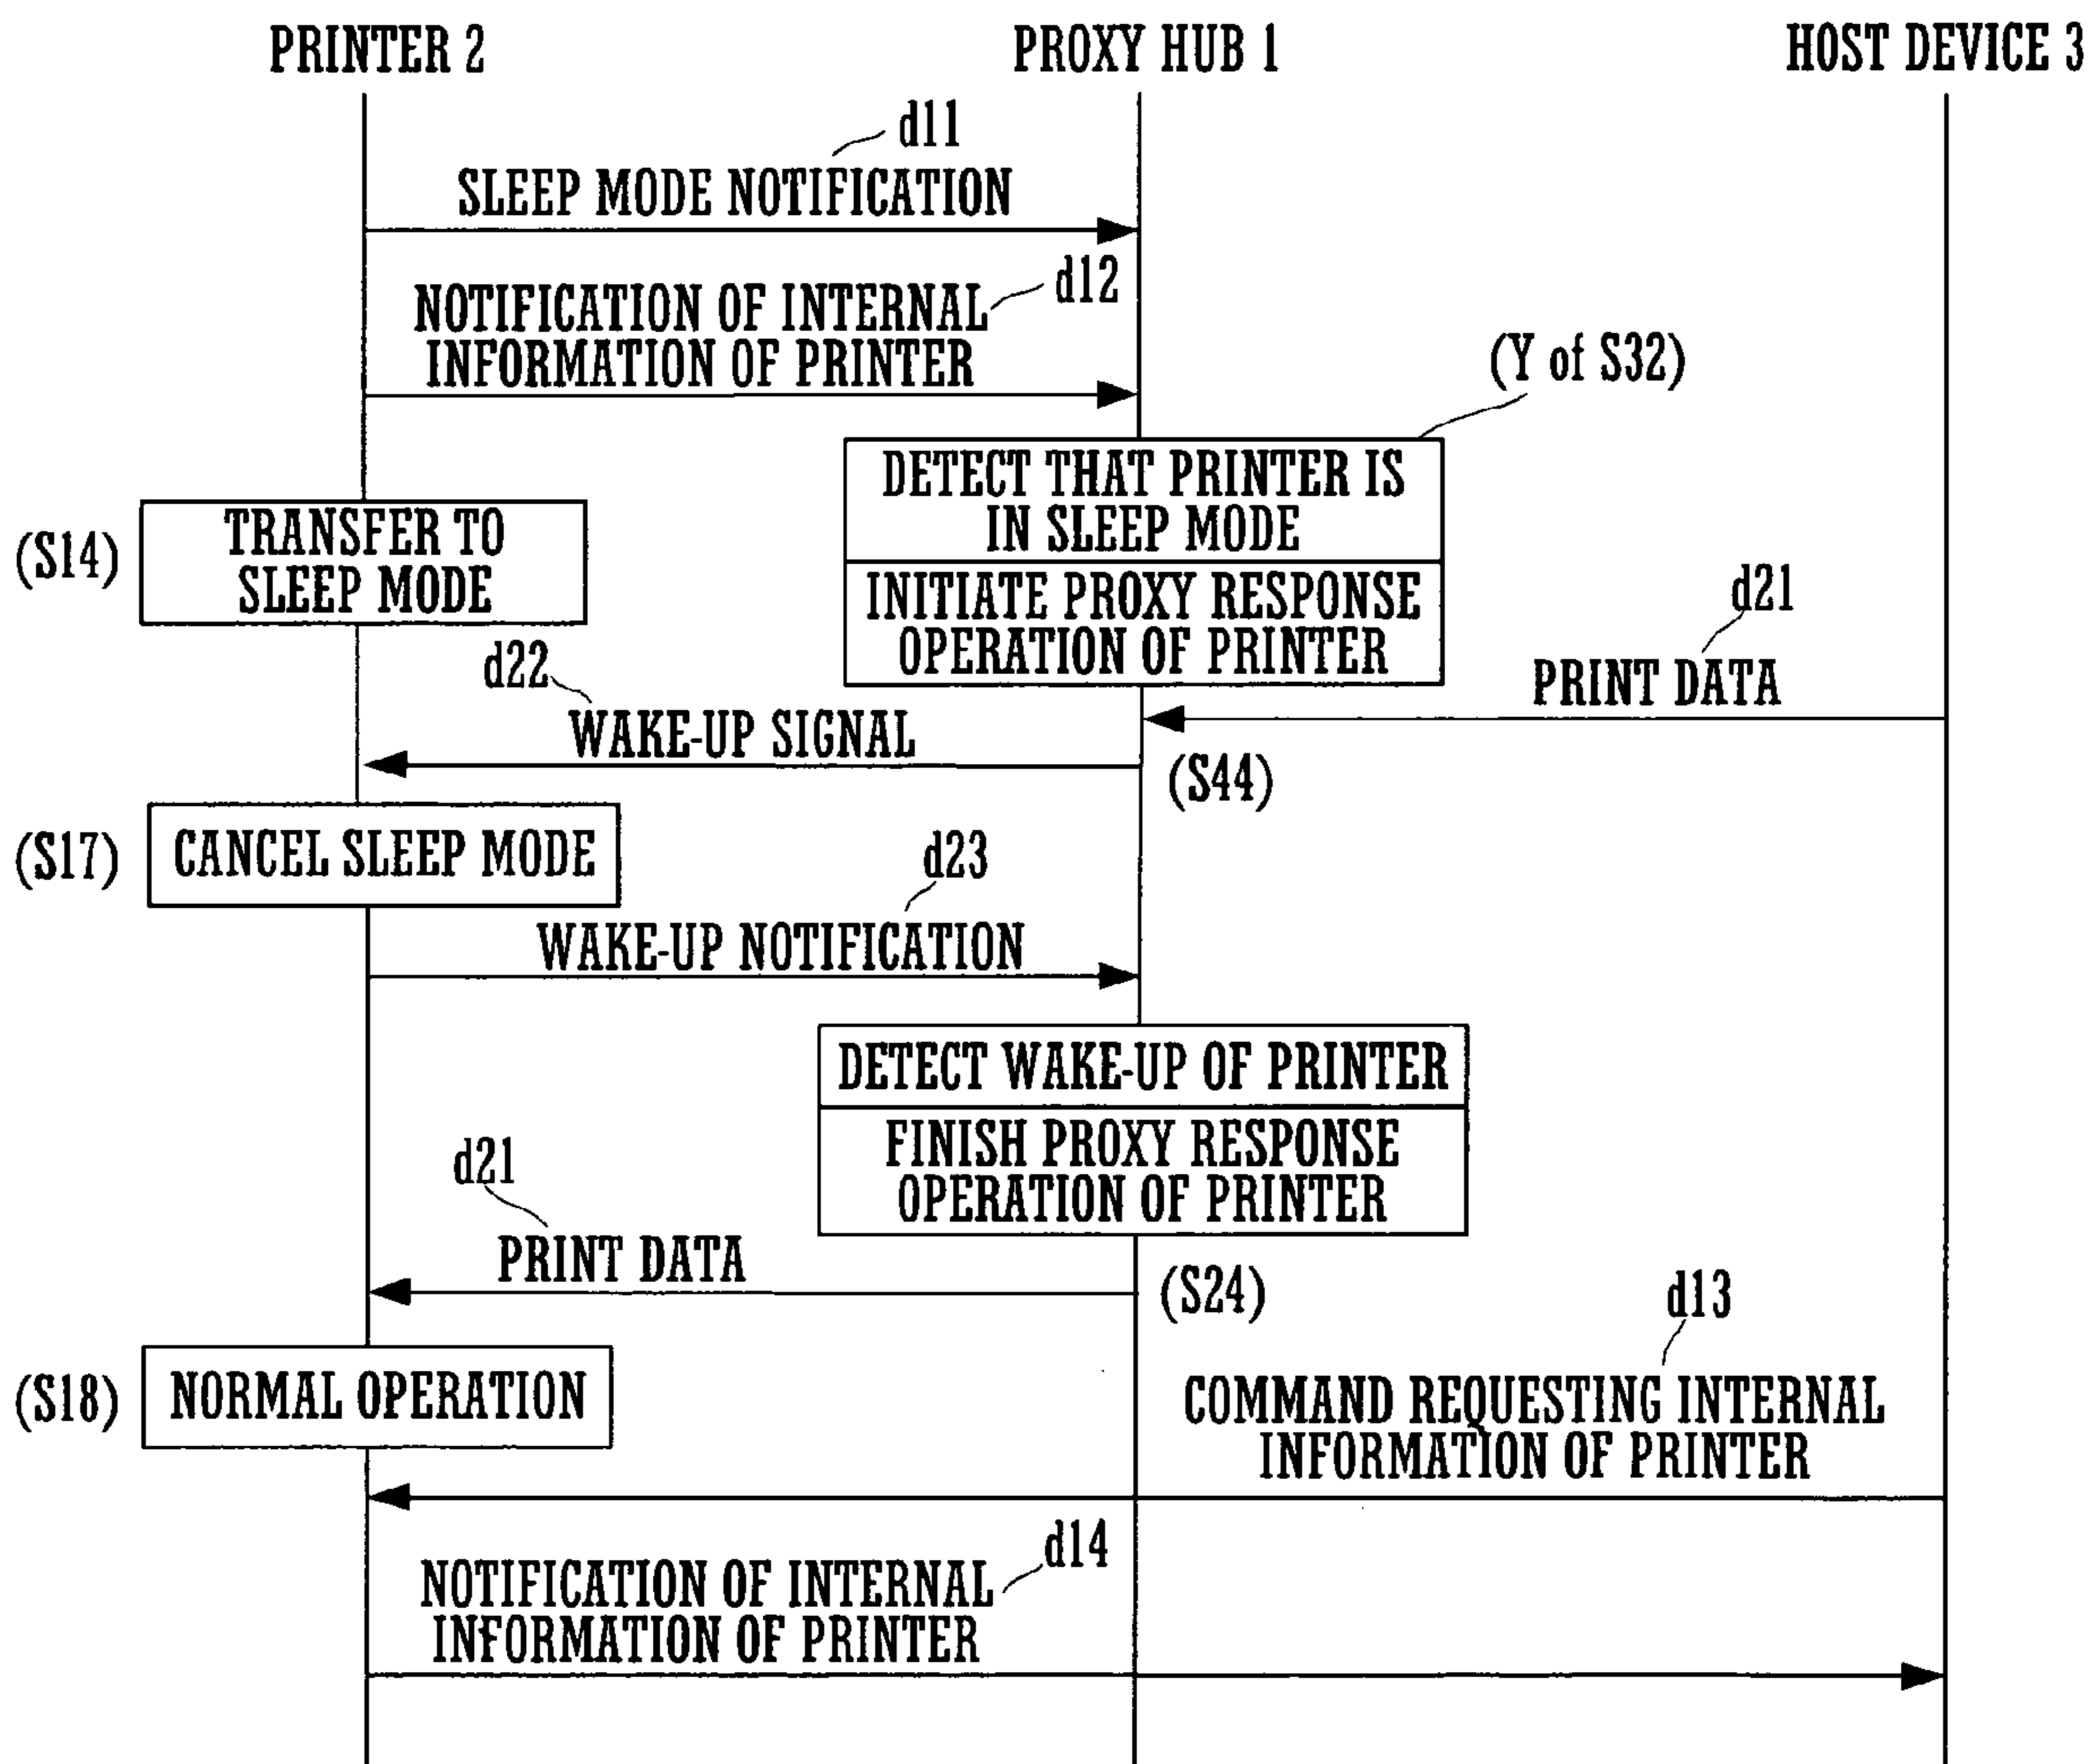 PRINTER 2
PROXY HUB 1
HOST DEVICE 3
d11
SLEEP MODE NOTIFICATION
d12
NOTIFICATION OF INTERNAL
INFORMATION OF PRINTER
(Y of S32)
DETECT THAT PRINTER IS
IN SLEEP MODE
(S14)
TRANSFER TO
SLEEP MODE
INITIATE PROXY RESPONSE
OPERATION OF PRINTER
d21
PRINT DATA
d22
WAKE-UP SIGNAL
(S44)
(S17)
CANCEL SLEEP MODE
d23
WAKE-UP NOTIFICATION
DETECT WAKE-UP OF PRINTER
FINISH PROXY RESPONSE
OPERATION OF PRINTER
d21
PRINT DATA
(S24)
d13
(S18)
NORMAL OPERATION
COMMAND REQUESTING INTERNAL
INFORMATION OF PRINTER
d14
NOTIFICATION OF INTERNAL
INFORMATION OF PRINTER